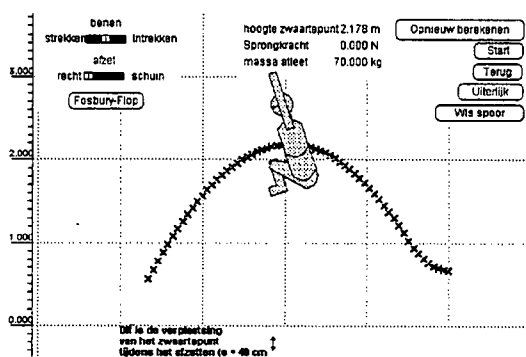 benen
strekken intrekken
afzet
recht schuin
Fosbury-Flop
hoogte zwaartepunt 2.178 m
Sprongkracht 0.000 N
massa atleet 70.000 kg
Opnieuw berekenen
Start
Terug
Uiterlijk
Wis spoor
3.000
2.000
1.000
0.000
Dit is de verplaatsing
van het zwaartepunt
tijdens het afzetten (s = 40 cm